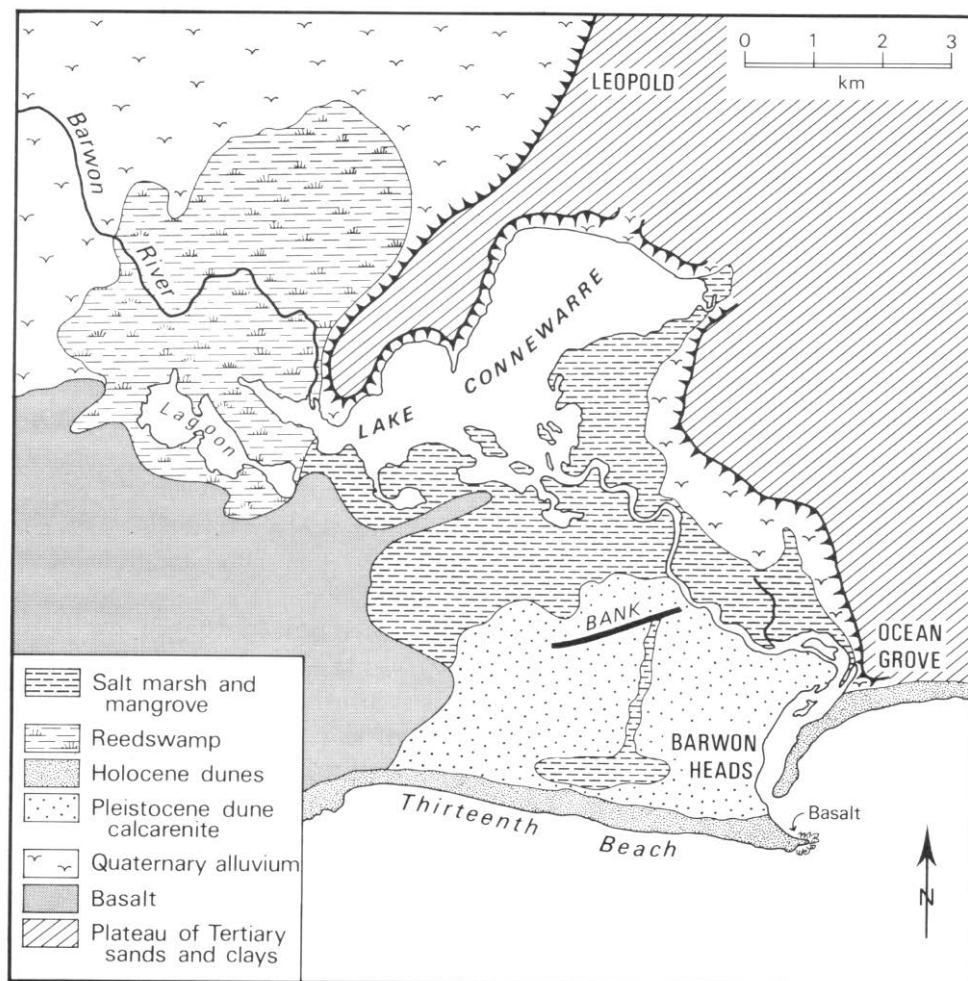 0 1 2 3
km
LEOPOLD
Barwon
River
LAKE CONNEWARRE
Lagoon
BANK
OCEAN
GROVE
BARWON
HEADS
Thirteenth
Beach
Basalt
N
Salt marsh and
mangrove
Reedswamp
Holocene dunes
Pleistocene dune
calcarenite
Quaternary alluvium
Basalt
Plateau of Tertiary
sands and clays